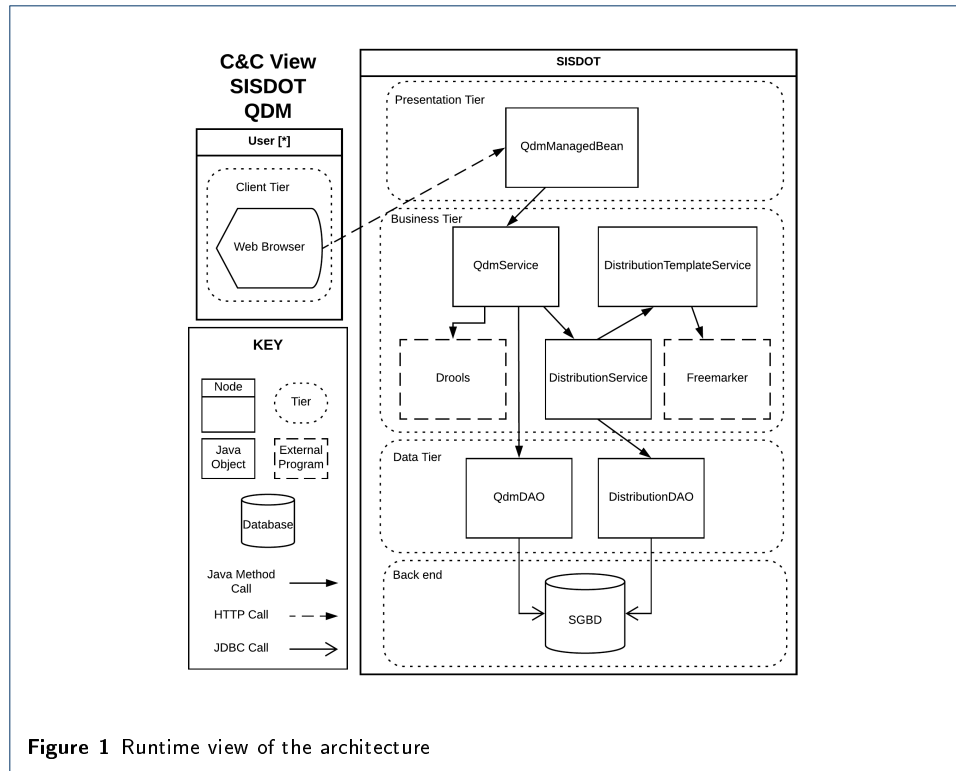 C&C View
SISDOT
QDM
User [*]
Client Tier
Web Browser
KEY
Node
Tier
Java
Object
External
Program
Database
Java Method
Call
HTTP Call
JDBC Call
SISDOT
Presentation Tier
QdmManagedBean
Business Tier
QdmService
DistributionTemplateService
Drools
DistributionService
Freemarker
Data Tier
QdmDAO
DistributionDAO
Back end
SGBD
Figure 1 Runtime view of the architecture